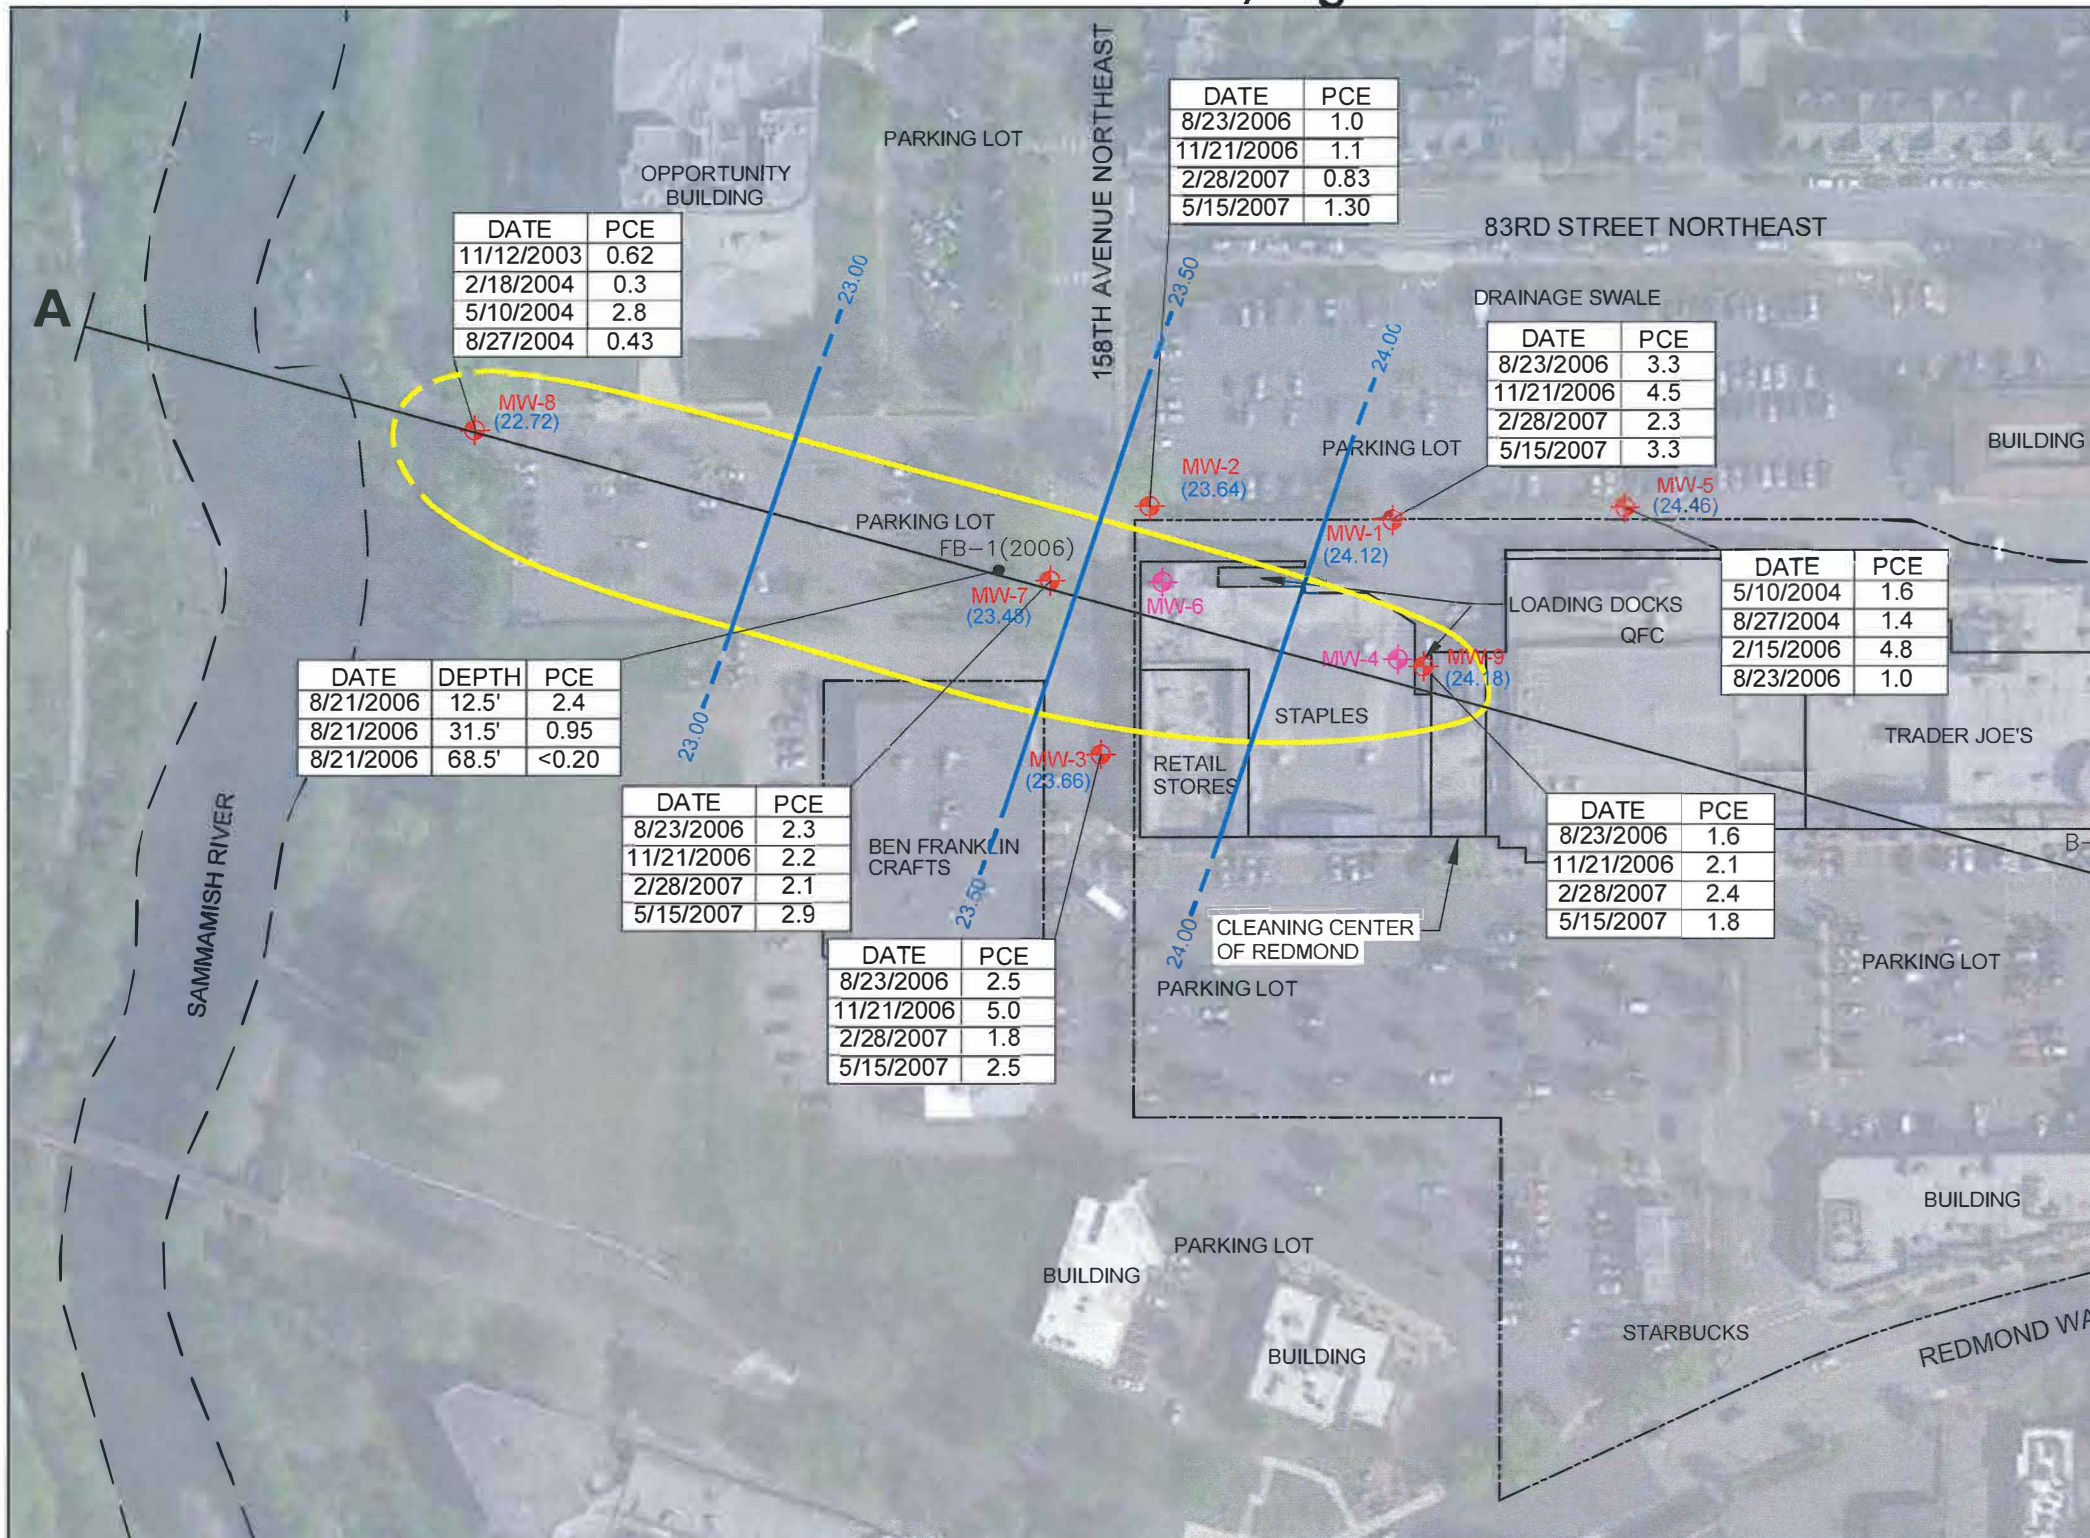 158TH AVENUE NORTHEAST
DATE PCE
8/23/2006 1.0
11/21/2006 1.1
2/28/2007 0.83
5/15/2007 1.30
PARKING LOT
OPPORTUNITY
BUILDING
83RD STREET NORTHEAST
DATE PCE
11/12/2003 0.62
2/18/2004 0.3
5/10/2004 2.8
8/27/2004 0.43
23.00
23.50
24.00
A
DRAINAGE SWALE
DATE PCE
8/23/2006 3.3
11/21/2006 4.5
2/28/2007 2.3
5/15/2007 3.3
MW-8
(22.72)
PARKING LOT
BUILDING
MW-2
(23.64)
MW-5
(24.46)
PARKING LOT
FB-1(2006)
MW-1
(24.12)
MW-7
(23.48)
MW-6
LOADING DOCKS
QFC
DATE PCE
5/10/2004 1.6
8/27/2004 1.4
2/15/2006 4.8
8/23/2006 1.0
MW-4
MW-9
(24.18)
DATE DEPTH PCE
8/21/2006 12.5' 2.4
8/21/2006 31.5' 0.95
8/21/2006 68.5' <0.20
23.00
STAPLES
TRADER JOE'S
MW-3
(23.66)
RETAIL
STORES
DATE PCE
8/23/2006 2.3
11/21/2006 2.2
2/28/2007 2.1
5/15/2007 2.9
DATE PCE
8/23/2006 1.6
11/21/2006 2.1
2/28/2007 2.4
5/15/2007 1.8
BEN FRANKLIN
CRAFTS
B-
SAMMAMISH RIVER
23.50
24.00
CLEANING CENTER
OF REDMOND
DATE PCE
8/23/2006 2.5
11/21/2006 5.0
2/28/2007 1.8
5/15/2007 2.5
PARKING LOT
PARKING LOT
BUILDING
PARKING LOT
BUILDING
STARBUCKS
BUILDING
REDMOND WA